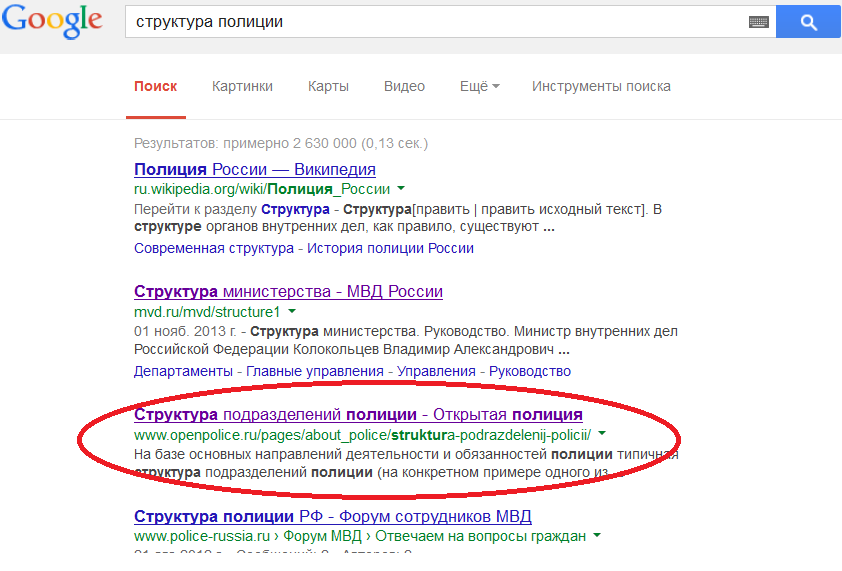 Google
структура полиции
Поиск Картинки Карты Видео Ещё Инструменты поиска
Результатов: примерно 2 630 000 (0,13 сек.)
Полиция России — Википедия
ru.wikipedia.org/wiki/Полиция_России
Перейти к разделу Структура - Структура[править | править исходный текст]. В
структуре органов внутренних дел, как правило, существуют ...
Современная структура - История полиции России
Структура министерства - МВД России
mvd.ru/mvd/structure1
01 нояб. 2013 г. - Структура министерства. Руководство. Министр внутренних дел
Российской Федерации Колокольцев Владимир Александрович ...
Департаменты - Главные управления - Управления - Руководство
Структура подразделений полиции - Открытая полиция
www.openpolice.ru/pages/about_police/struktura-podrazdelenij-policii/
На базе основных направлений деятельности и обязанностей полиции типичная
структура подразделений полиции (на конкретном примере одного из ...
Структура полиции РФ - Форум сотрудников МВД
www.police-russia.ru › Форум МВД › Отвечаем на вопросы граждан